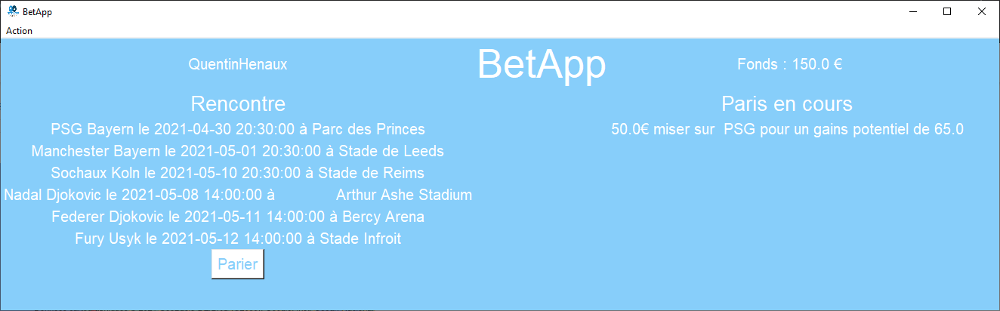 BetApp
Action
QuentinHenaux
BetApp
Fonds : 150.0 €
Rencontre
PSG Bayern le 2021-04-30 20:30:00 à Parc des Princes
Manchester Bayern le 2021-05-01 20:30:00 à Stade de Leeds
Sochaux Koln le 2021-05-10 20:30:00 à Stade de Reims
Nadal Djokovic le 2021-05-08 14:00:00 à Arthur Ashe Stadium
Federer Djokovic le 2021-05-11 14:00:00 à Bercy Arena
Fury Usyk le 2021-05-12 14:00:00 à Stade Infroit
Parier
Paris en cours
50.0€ miser sur PSG pour un gains potentiel de 65.0